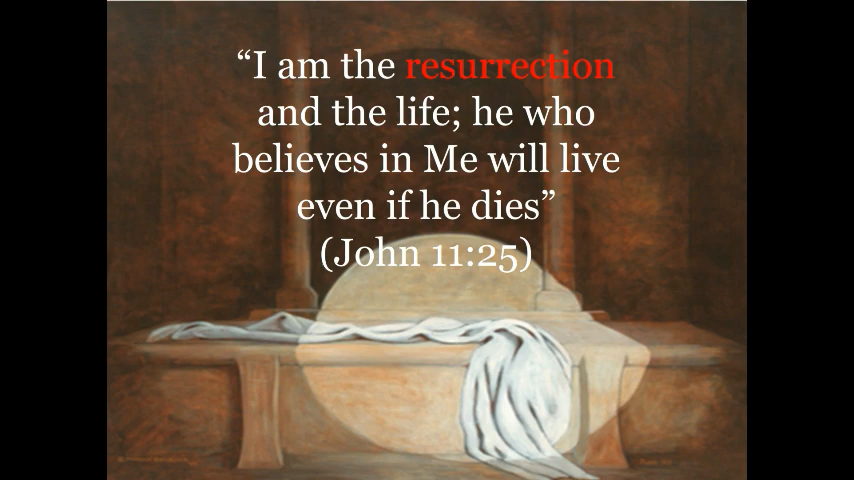 “I am the resurrection
and the life; he who
believes in Me will live
even if he dies”
(John 11:25)